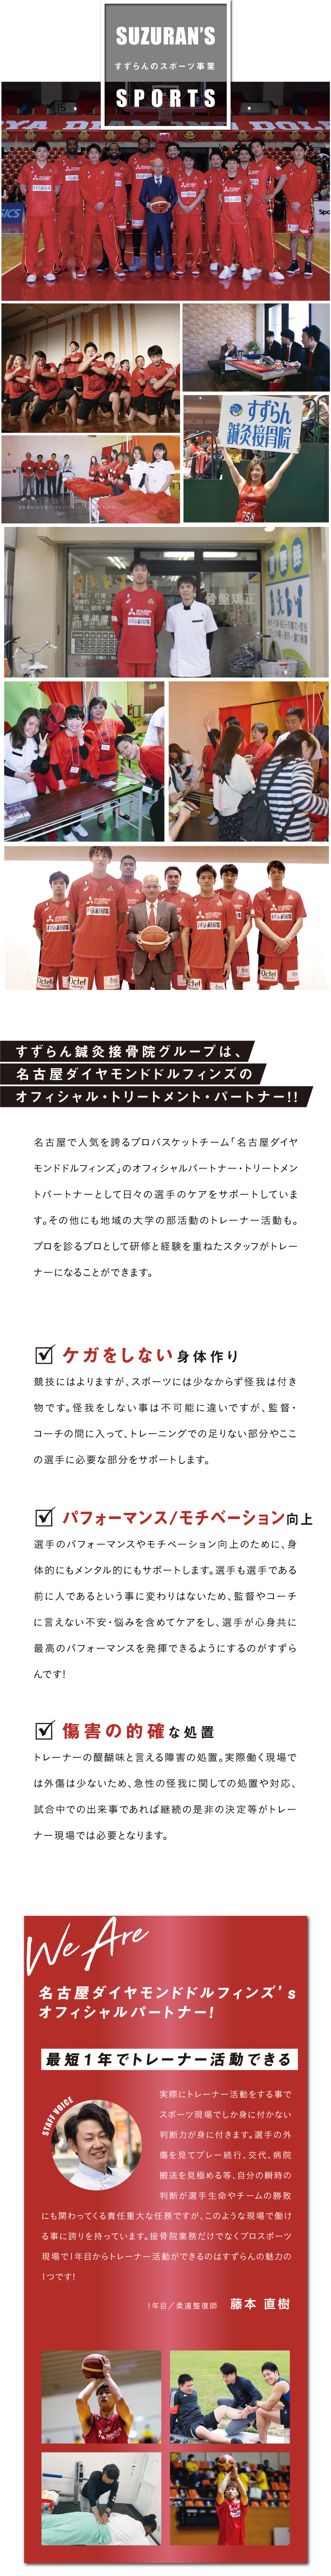 SUZURAN'S
すずらんのスポーツ事業
SPORTS
15
すずらん
鍼灸接骨院
758
骨盤矯正
すずらん鍼灸接骨院グループは、
名古屋ダイヤモンドドルフィンズの
オフィシャル・トリートメント・パートナー!!
名古屋で人気を誇るプロバスケットチーム「名古屋ダイヤ
モンドドルフィンズ」のオフィシャルパートナー・トリートメン
トパートナーとして日々の選手のケアをサポートしていま
す。その他にも地域の大学の部活動のトレーナー活動も。
プロを診るプロとして研修と経験を重ねたスタッフがトレー
ナーになることができます。
ケガをしない身体作り
競技にはよりますが、スポーツには少なからず怪我は付き
物です。怪我をしない事は不可能に違いですが、監督・
コーチの間に入って、トレーニングでの足りない部分やここ
の選手に必要な部分をサポートします。
パフォーマンス/モチベーション向上
選手のパフォーマンスやモチベーション向上のために、身
体的にもメンタル的にもサポートします。選手も選手である
前に人であるという事に変わりはないため、監督やコーチ
に言えない不安・悩みを含めてケアをし、選手が心身共に
最高のパフォーマンスを発揮できるようにするのがすずら
んです!
傷害の的確な処置
トレーナーの醍醐味と言える障害の処置。実際働く現場で
は外傷は少ないため、急性の怪我に関しての処置や対応、
試合中での出来事であれば継続の是非の決定等がトレー
ナー現場では必要となります。
We Are
名古屋ダイヤモンドドルフィンズ's
オフィシャルパートナー!
最短1年でトレーナー活動できる
STAFF VOICE
実際にトレーナー活動をする事で
スポーツ現場でしか身に付かない
判断力が身に付きます。選手の外
傷を見てプレー続行、交代、病院
搬送を見極める等、自分の瞬時の
判断が選手生命やチームの勝敗
にも関わってくる責任重大な任務ですが、このような現場で働け
る事に誇りを持っています。接骨院業務だけでなくプロスポーツ
現場で1年目からトレーナー活動ができるのはすずらんの魅力の
1つです!
1年目／柔道整復師 藤本 直樹